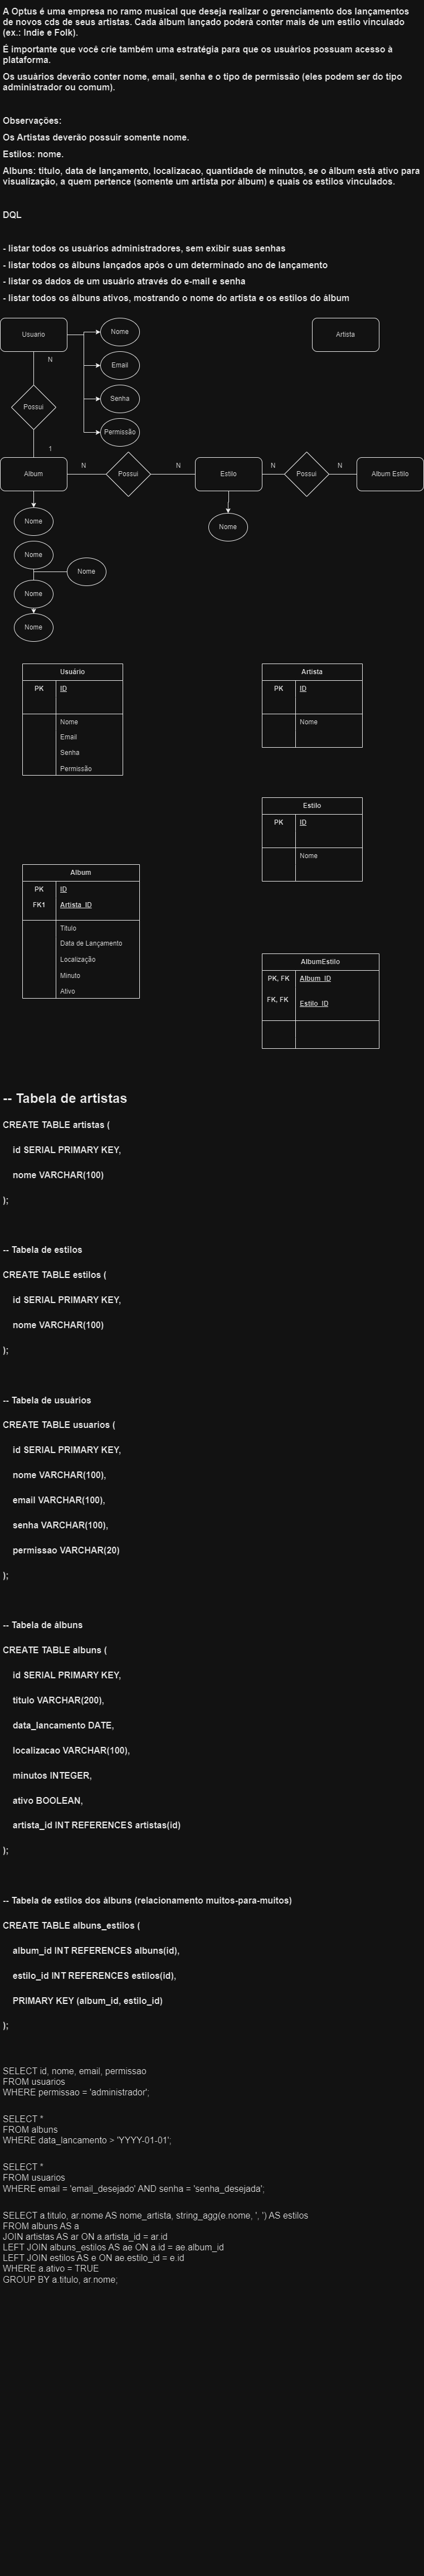 A Optus é uma empresa no ramo musical que deseja realizar o gerenciamento dos lançamentos
de novos cds de seus artistas. Cada álbum lançado poderá conter mais de um estilo vinculado
(ex.: Indie e Folk).
É importante que você crie também uma estratégia para que os usuários possuam acesso à
plataforma.
Os usuários deverão conter nome, email, senha e o tipo de permissão (eles podem ser do tipo
administrador ou comum).
Observações:
Os Artistas deverão possuir somente nome.
Estilos: nome.
Albuns: titulo, data de lançamento, localizacao, quantidade de minutos, se o álbum está ativo para
visualização, a quem pertence (somente um artista por álbum) e quais os estilos vinculados.
DQL
- listar todos os usuários administradores, sem exibir suas senhas
- listar todos os álbuns lançados após o um determinado ano de lançamento
- listar os dados de um usuário através do e-mail e senha
- listar todos os álbuns ativos, mostrando o nome do artista e os estilos do álbum
Usuario
Nome
Artista
N
Email
Possui
Senha
Permissão
1
Album
N
Possui
N
Estilo
N
Possui
N
Album Estilo
Nome
Nome
Nome
Nome
Nome
Nome
Usuário
PK
ID
Nome
Email
Senha
Permissão
Artista
PK
ID
Nome
Estilo
PK
ID
Nome
Album
PK
ID
FK1
Artista_ID
Título
Data de Lançamento
Localização
Minuto
Ativo
AlbumEstilo
PK, FK
Album_ID
FK, FK
Estilo_ID
-- Tabela de artistas
CREATE TABLE artistas (
id SERIAL PRIMARY KEY,
nome VARCHAR(100)
);
-- Tabela de estilos
CREATE TABLE estilos (
id SERIAL PRIMARY KEY,
nome VARCHAR(100)
);
-- Tabela de usuários
CREATE TABLE usuarios (
id SERIAL PRIMARY KEY,
nome VARCHAR(100),
email VARCHAR(100),
senha VARCHAR(100),
permissao VARCHAR(20)
);
-- Tabela de álbuns
CREATE TABLE albuns (
id SERIAL PRIMARY KEY,
titulo VARCHAR(200),
data_lancamento DATE,
localizacao VARCHAR(100),
minutos INTEGER,
ativo BOOLEAN,
artista_id INT REFERENCES artistas(id)
);
-- Tabela de estilos dos álbuns (relacionamento muitos-para-muitos)
CREATE TABLE albuns_estilos (
album_id INT REFERENCES albuns(id),
estilo_id INT REFERENCES estilos(id),
PRIMARY KEY (album_id, estilo_id)
);
SELECT id, nome, email, permissao
FROM usuarios
WHERE permissao = 'administrador';
SELECT *
FROM albuns
WHERE data_lancamento > 'YYYY-01-01';
SELECT *
FROM usuarios
WHERE email = 'email_desejado' AND senha = 'senha_desejada';
SELECT a.titulo, ar.nome AS nome_artista, string_agg(e.nome, ', ') AS estilos
FROM albuns AS a
JOIN artistas AS ar ON a.artista_id = ar.id
LEFT JOIN albuns_estilos AS ae ON a.id = ae.album_id
LEFT JOIN estilos AS e ON ae.estilo_id = e.id
WHERE a.ativo = TRUE
GROUP BY a.titulo, ar.nome;